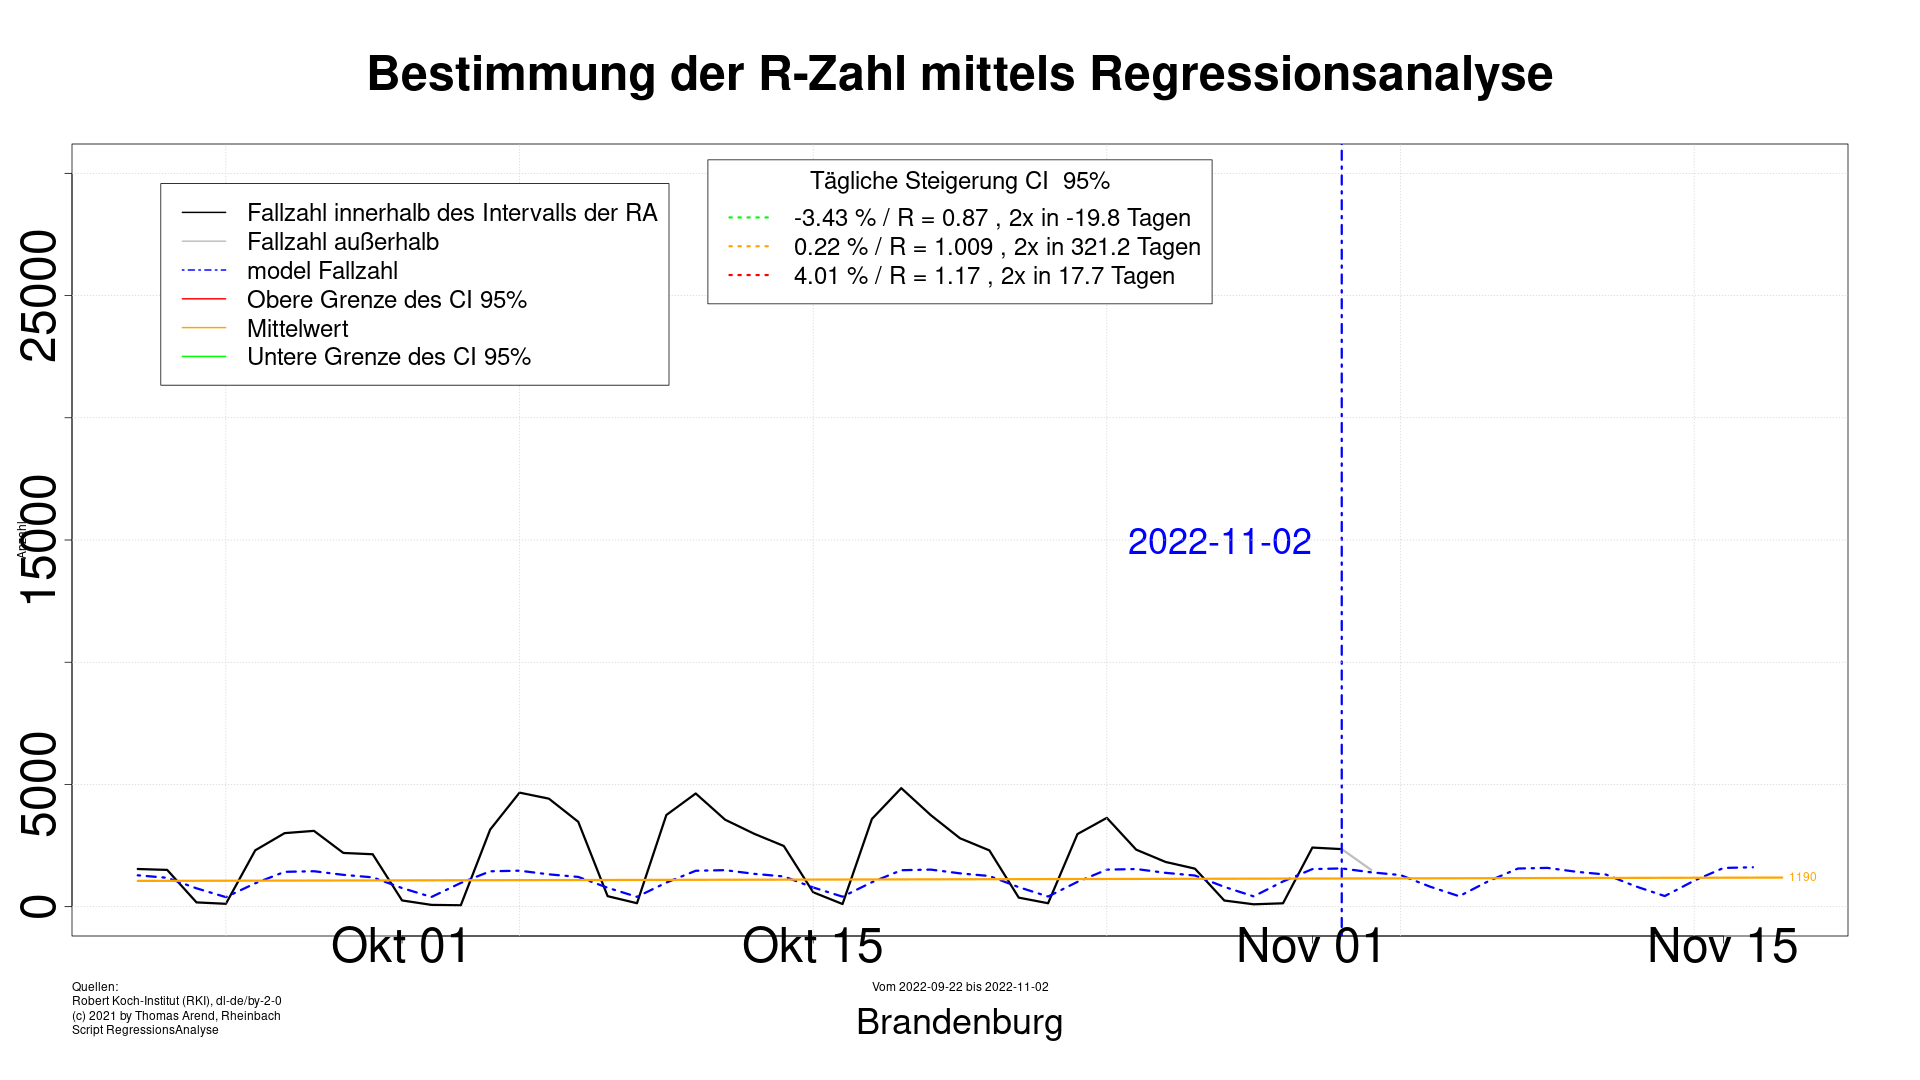 Bestimmung der R-Zahl mittels Regressionsanalyse
Fallzahl innerhalb des Intervalls der RA
Fallzahl außerhalb
model Fallzahl
Obere Grenze des CI 95%
Mittelwert
Untere Grenze des CI 95%
Tägliche Steigerung CI 95%
-3.43 % / R = 0.87 , 2x in -19.8 Tagen
0.22 % / R = 1.009 , 2x in 321.2 Tagen
4.01 % / R = 1.17 , 2x in 17.7 Tagen
25000
15000
5000
0
Anzahl
2022-11-02
1190
Okt 01
Okt 15
Nov 01
Nov 15
Quellen:
Robert Koch-Institut (RKI), dl-de/by-2-0
(c) 2021 by Thomas Arend, Rheinbach
Script RegressionsAnalyse
Vom 2022-09-22 bis 2022-11-02
Brandenburg